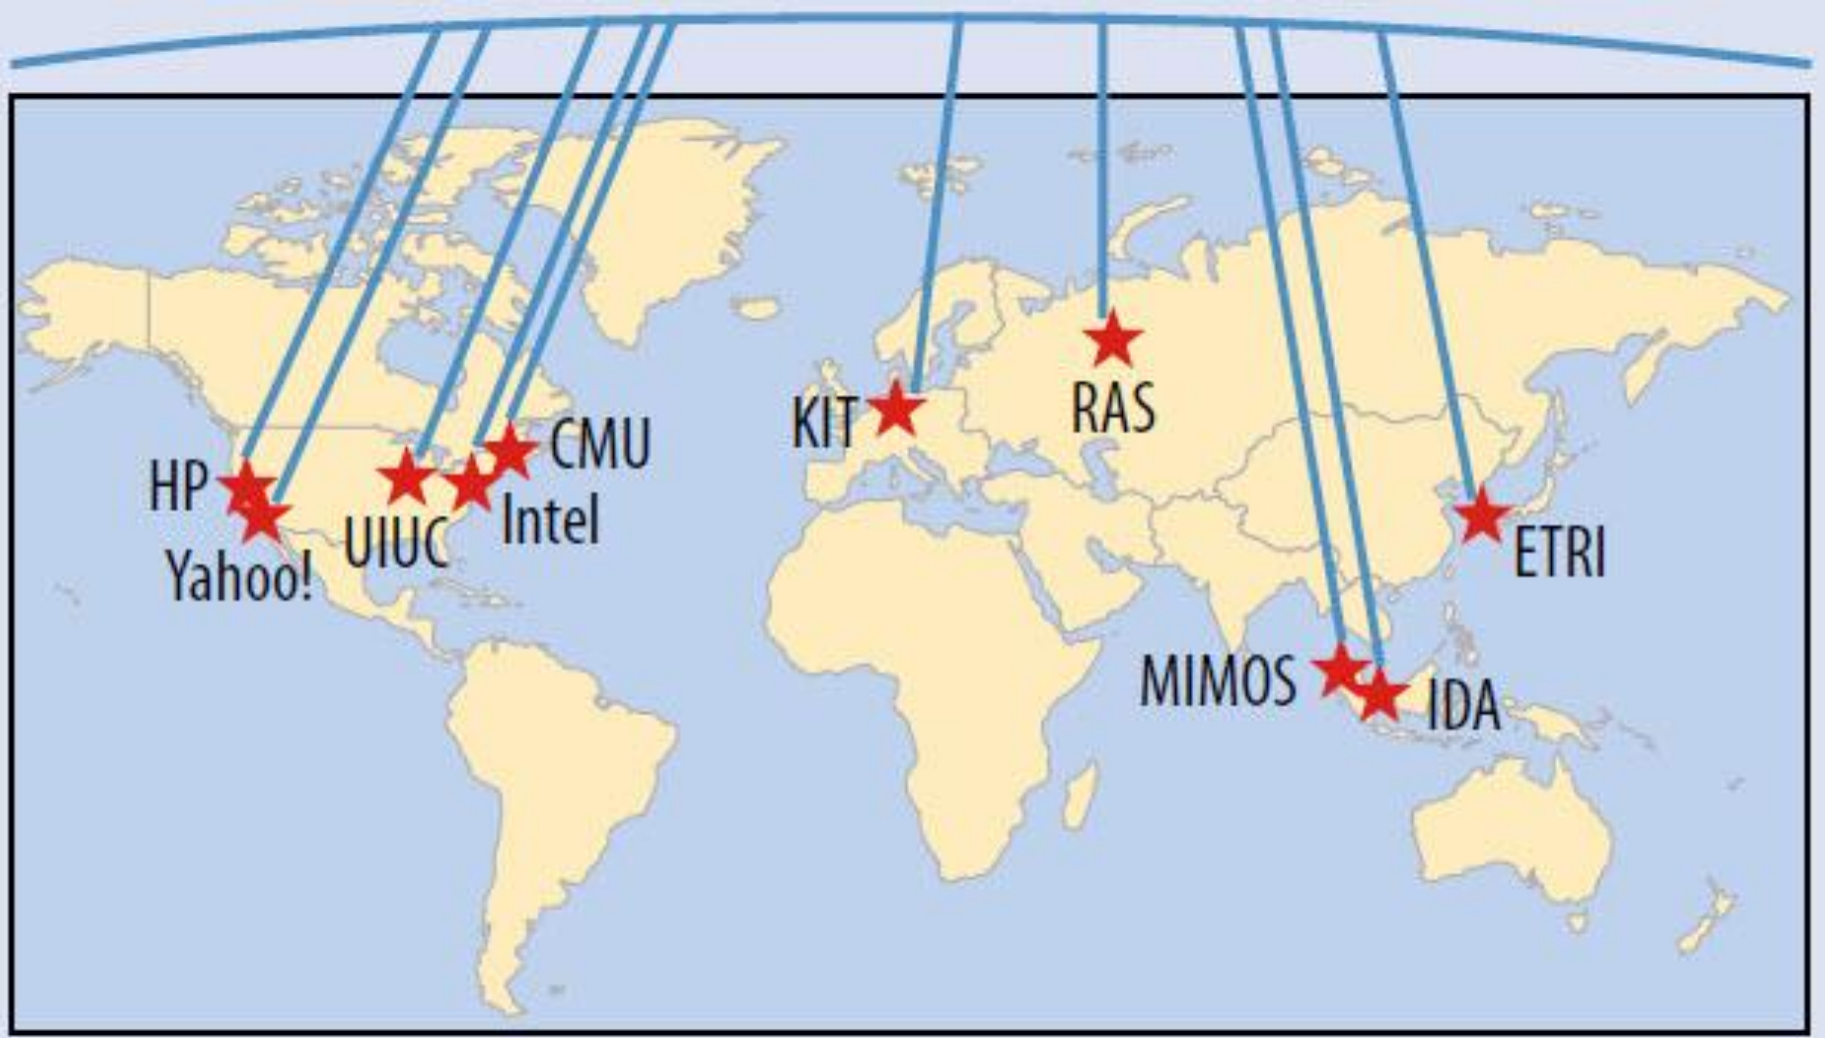 CMU
KIT
RAS
HP
Intel
UIUC
Yahoo!
ETRI
MIMOS
IDA